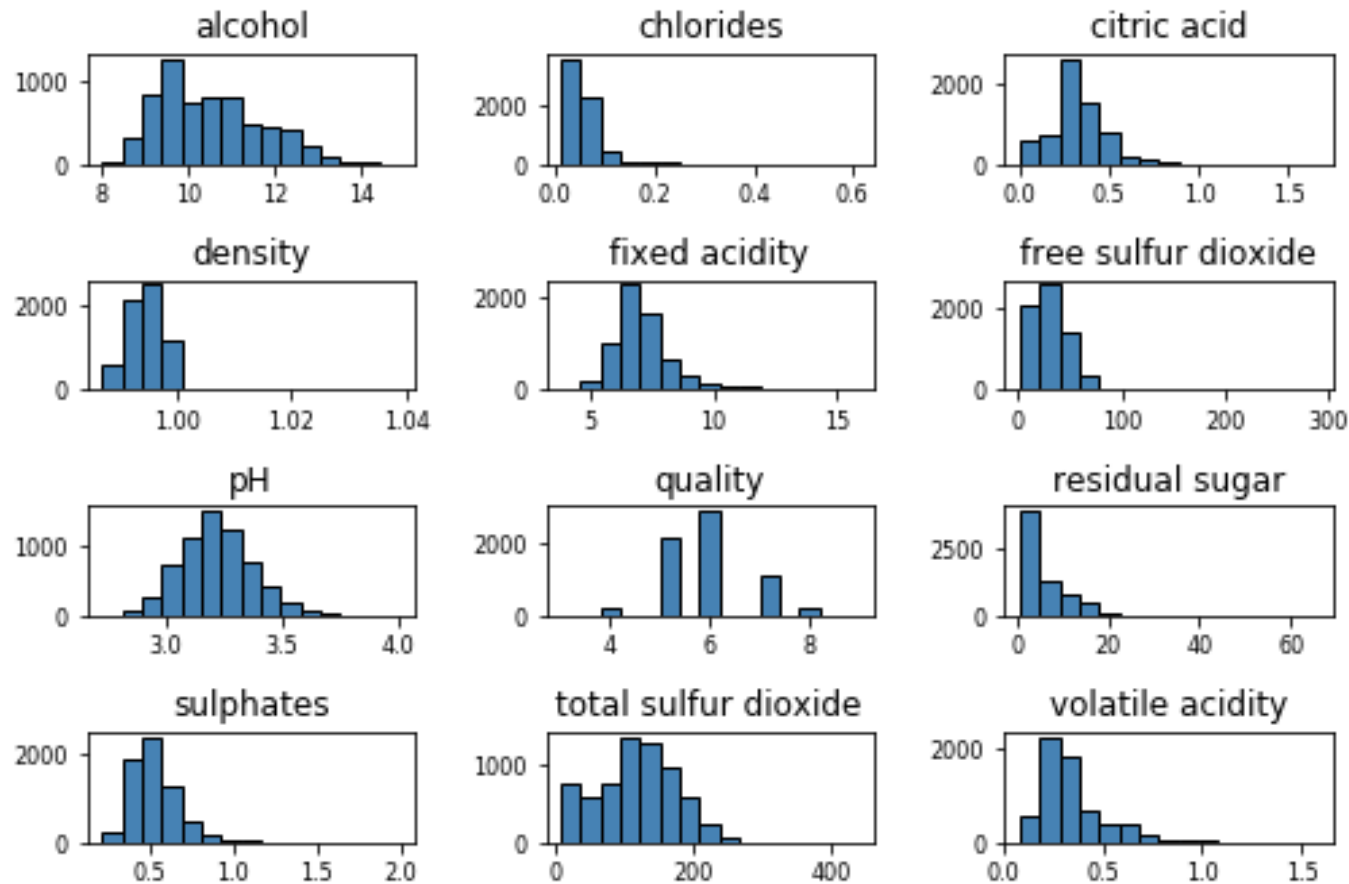 alcohol chlorides citric acid
1000 2000 2000
0 0 0
8 10 12 14 0.0 0.2 0.4 0.6 0.0 0.5 1.0 1.5
density fixed acidity free sulfur dioxide
2000 2000 2000
0 0 0
1.00 1.02 1.04 5 10 15 0 100 200 300
pH quality residual sugar
1000 2000 2500
0 0 0
3.0 3.5 4.0 4 6 8 0 20 40 60
sulphates total sulfur dioxide volatile acidity
2000 1000 2000
0 0 0
0.5 1.0 1.5 2.0 0 200 400 0.0 0.5 1.0 1.5